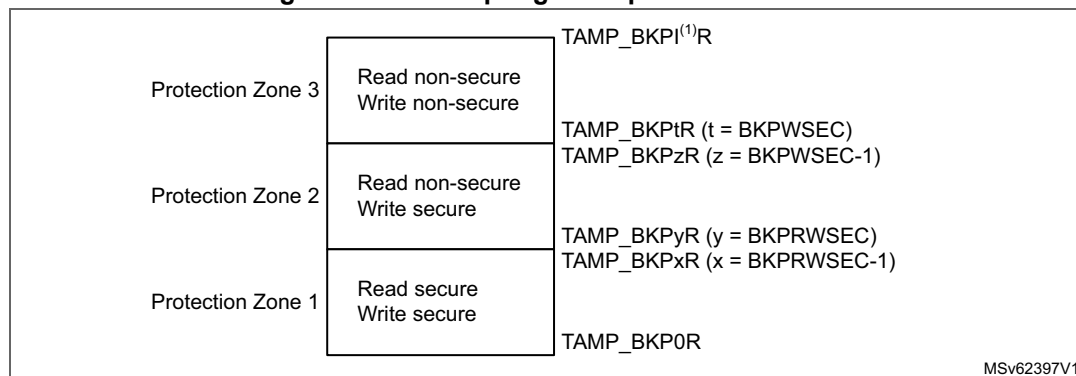 TAMP_BKPI(1)R
Protection Zone 3
Read non-secure
Write non-secure
TAMP_BKPtR (t = BKPWSEC)
TAMP_BKPzR (z = BKPWSEC-1)
Protection Zone 2
Read non-secure
Write secure
TAMP_BKPyR (y = BKPRWSEC)
TAMP_BKPxR (x = BKPRWSEC-1)
Protection Zone 1
Read secure
Write secure
TAMP_BKP0R
MSv62397V1